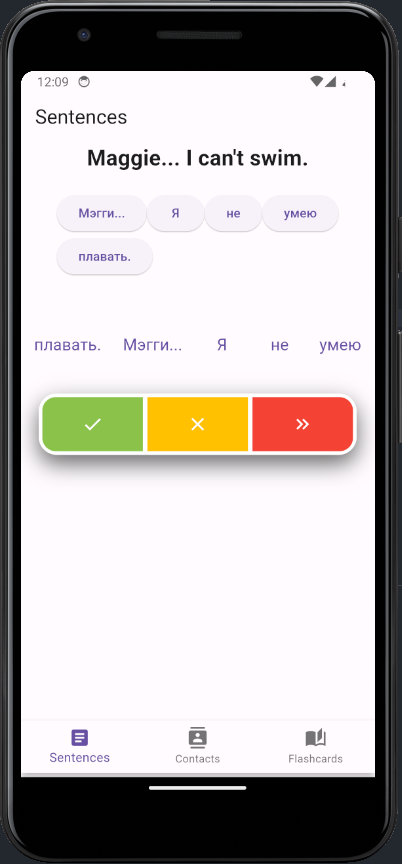 12:09
Sentences
Maggie... I can't swim.
Мэгги... Я не умею
плавать.
плавать. Мэгги... Я не умею
Sentences Contacts Flashcards